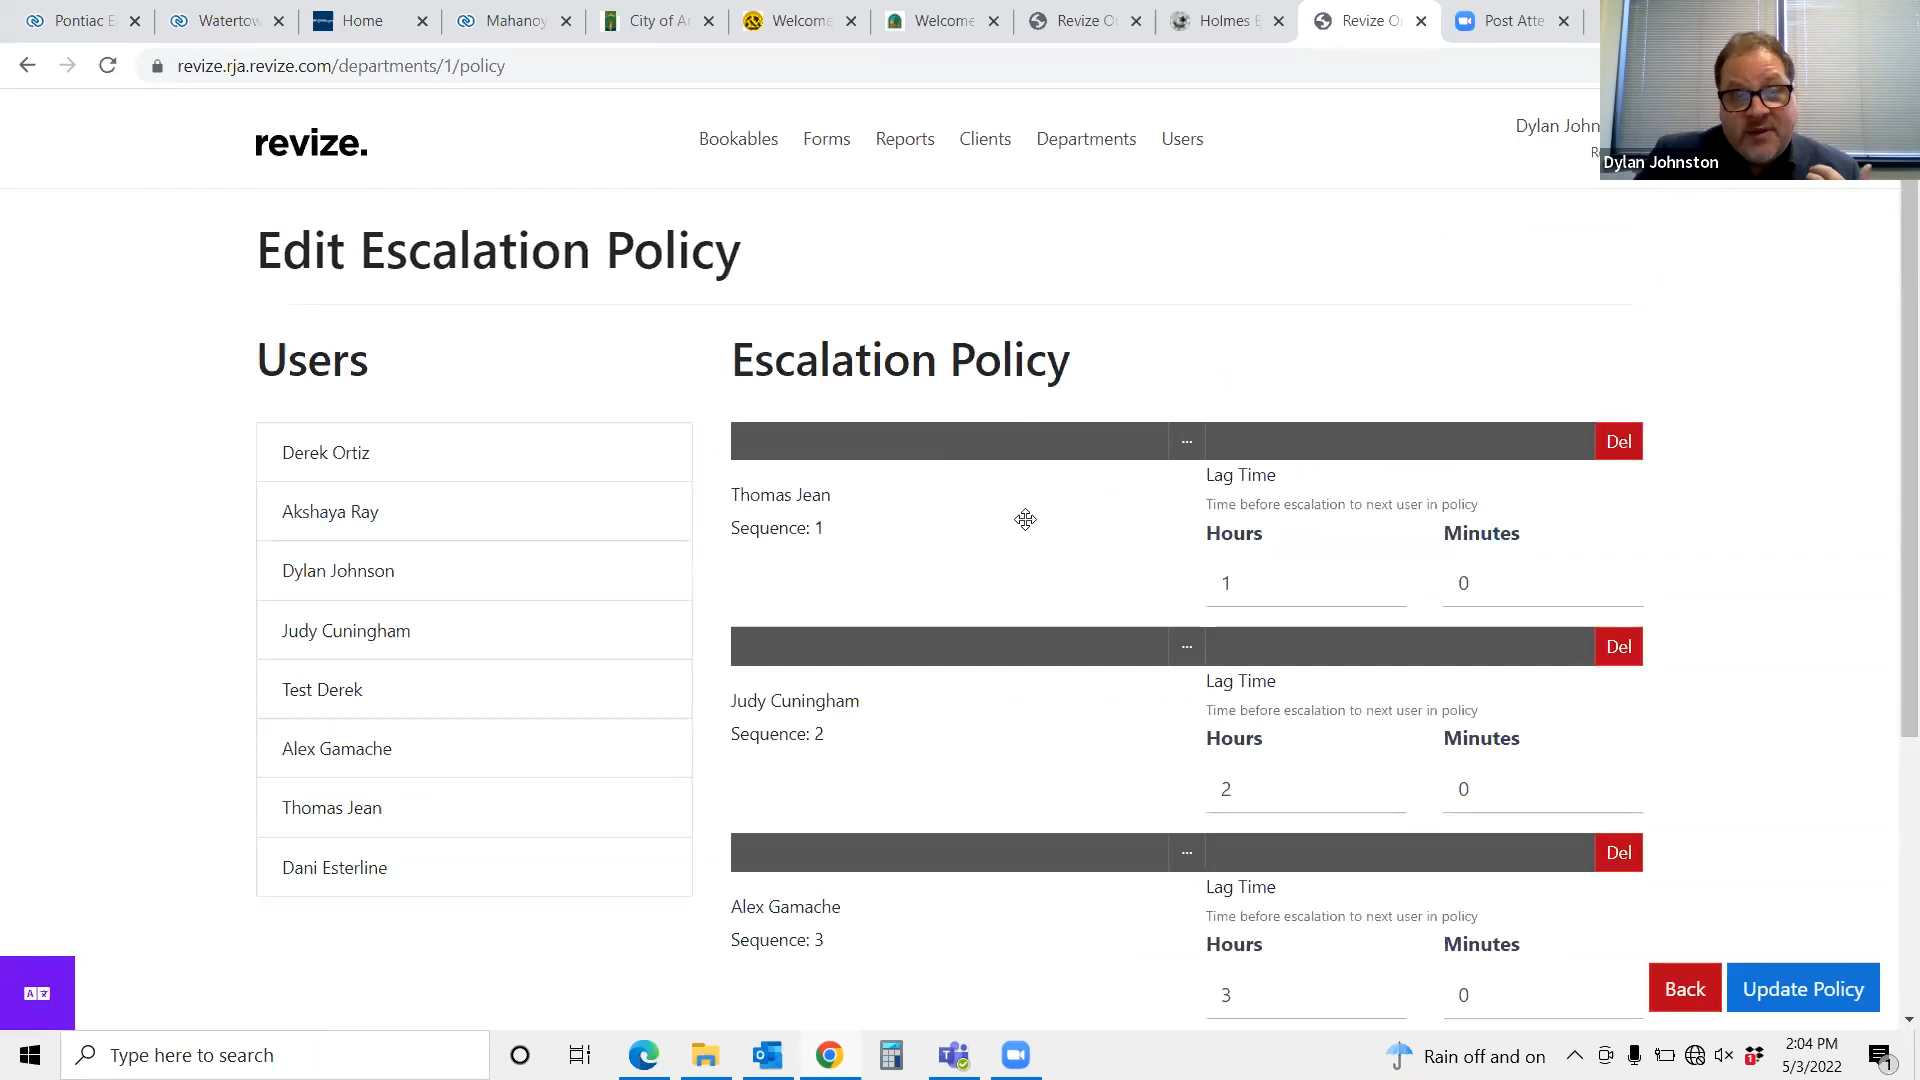 Pontiac E
Watertow
Home
Mahanoy
City of Ar
Welcome
Welcome
Revize O
Holmes B
Revize O
Post Atte
revize.rja.revize.com/departments/1/policy
revize.
Bookables Forms Reports Clients Departments Users
Dylan John
Dylan Johnston
Edit Escalation Policy
Users
Derek Ortiz
Akshaya Ray
Dylan Johnson
Judy Cuningham
Test Derek
Alex Gamache
Thomas Jean
Dani Esterline
Escalation Policy
... Del
Thomas Jean
Sequence: 1
Lag Time
Time before escalation to next user in policy
Hours Minutes
1 0
... Del
Judy Cuningham
Sequence: 2
Lag Time
Time before escalation to next user in policy
Hours Minutes
2 0
... Del
Alex Gamache
Sequence: 3
Lag Time
Time before escalation to next user in policy
Hours Minutes
3 0
Back Update Policy
Type here to search
Rain off and on
2:04 PM
5/3/2022
1